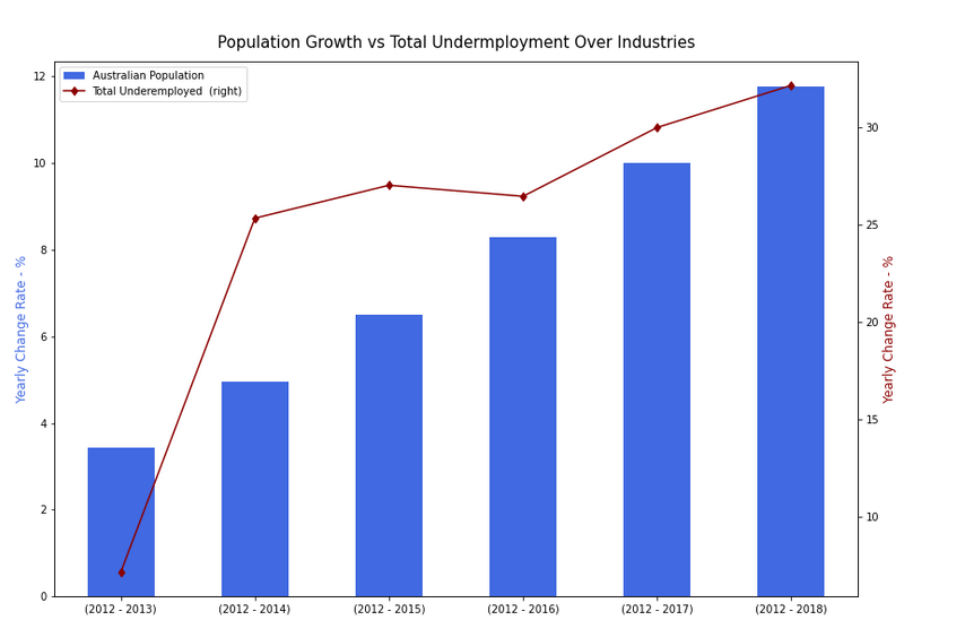 Population Growth vs Total Undermployment Over Industries
Australian Population
Total Underemployed (right)
Yearly Change Rate - %
12
10
8
6
4
2
0
30
25
20
15
10
Yearly Change Rate - %
(2012 - 2013) (2012 - 2014) (2012 - 2015) (2012 - 2016) (2012 - 2017) (2012 - 2018)